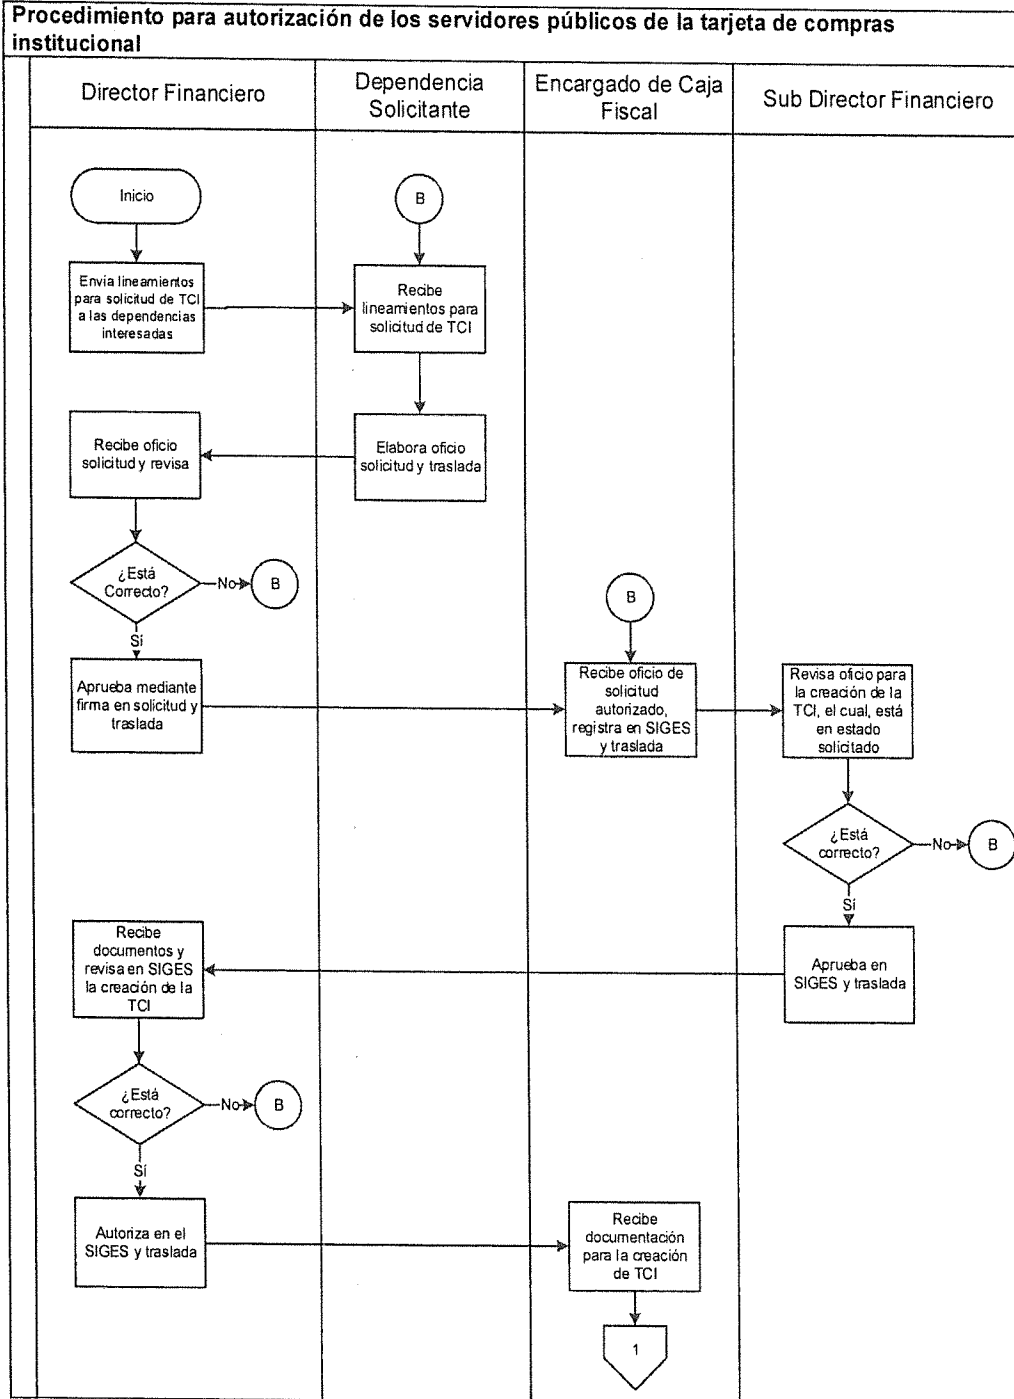 Procedimiento para autorización de los servidores públicos de la tarjeta de compras
institucional
Director Financiero
Dependencia
Solicitante
Encargado de Caja
Fiscal
Sub Director Financiero
Inicio
B
Envía lineamientos
para solicitud de TCI
a las dependencias
interesadas
Recibe
lineamientos para
solicitud de TCI
Recibe oficio
solicitud y revisa
Elabora oficio
solicitud y traslada
¿Está
Correcto?
No
B
Sí
B
Aprueba mediante
firma en solicitud y
traslada
Recibe oficio de
solicitud
autorizado,
registra en SIGES
y traslada
Revisa oficio para
la creación de la
TCI, el cual, está
en estado
solicitado
¿Está
correcto?
No
B
Sí
Recibe
documentos y
revisa en SIGES
la creación de la
TCI
Aprueba en
SIGES y traslada
¿Está
correcto?
No
B
Sí
Autoriza en el
SIGES y traslada
Recibe
documentación
para la creación
de TCI
1